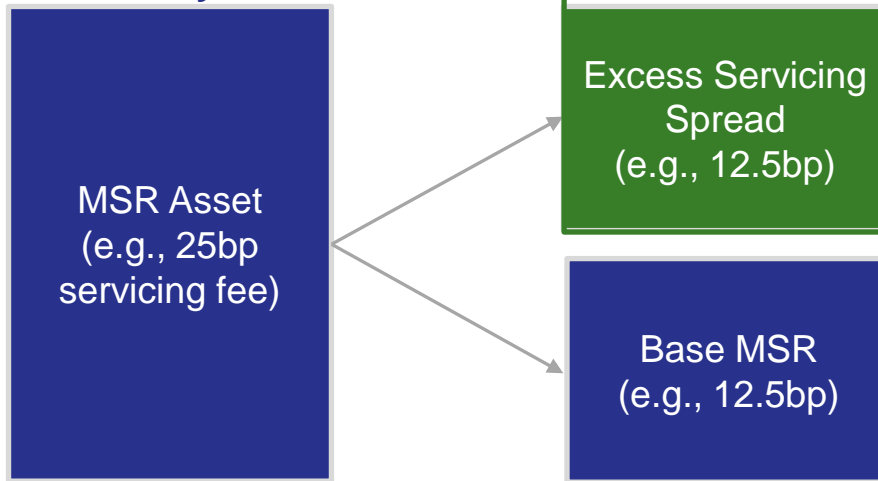 MSR Asset
(e.g., 25bp
servicing fee)
Excess Servicing
Spread
(e.g., 12.5bp)
Base MSR
(e.g., 12.5bp)